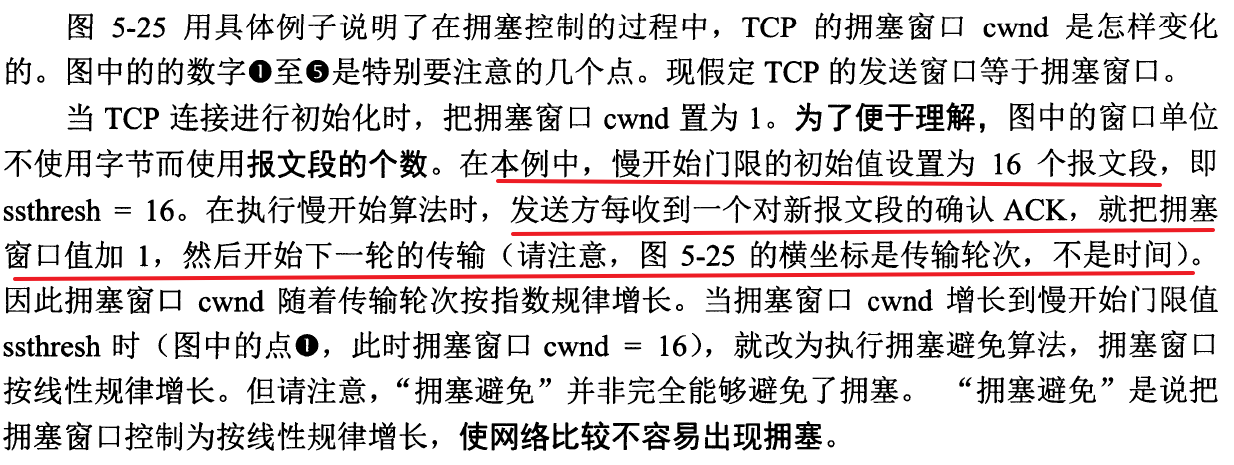 图 5-25 用具体例子说明了在拥塞控制的过程中，TCP 的拥塞窗口 cwnd 是怎样变化
的。图中的的数字❶至❺是特别要注意的几个点。现假定 TCP 的发送窗口等于拥塞窗口。
当 TCP 连接进行初始化时，把拥塞窗口 cwnd 置为 1。为了便于理解，图中的窗口单位
不使用字节而使用报文段的个数。在本例中，慢开始门限的初始值设置为 16 个报文段，即
ssthresh = 16。在执行慢开始算法时，发送方每收到一个对新报文段的确认 ACK，就把拥塞
窗口值加 1，然后开始下一轮的传输（请注意，图 5-25 的横坐标是传输轮次，不是时间）。
因此拥塞窗口 cwnd 随着传输轮次按指数规律增长。当拥塞窗口 cwnd 增长到慢开始门限值
ssthresh 时（图中的点❶，此时拥塞窗口 cwnd = 16），就改为执行拥塞避免算法，拥塞窗口
按线性规律增长。但请注意，“拥塞避免”并非完全能够避免了拥塞。 “拥塞避免”是说把
拥塞窗口控制为按线性规律增长，使网络比较不容易出现拥塞。